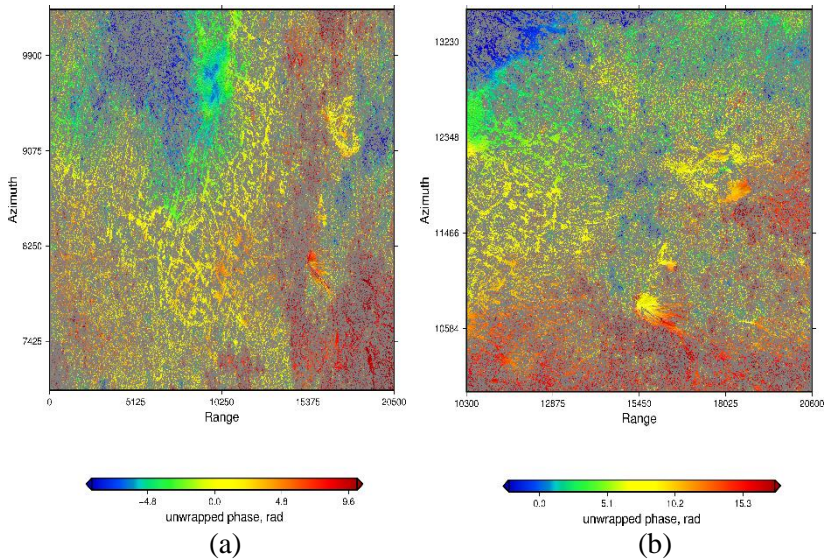 9900
9075
8250
7425
Azimuth
0 5125 10250 15375 20500
Range
−4.8 0.0 4.8 9.6
unwrapped phase, rad
(a)
13230
12348
11466
10584
Azimuth
10300 12875 15450 18025 20600
Range
0.0 5.1 10.2 15.3
unwrapped phase, rad
(b)